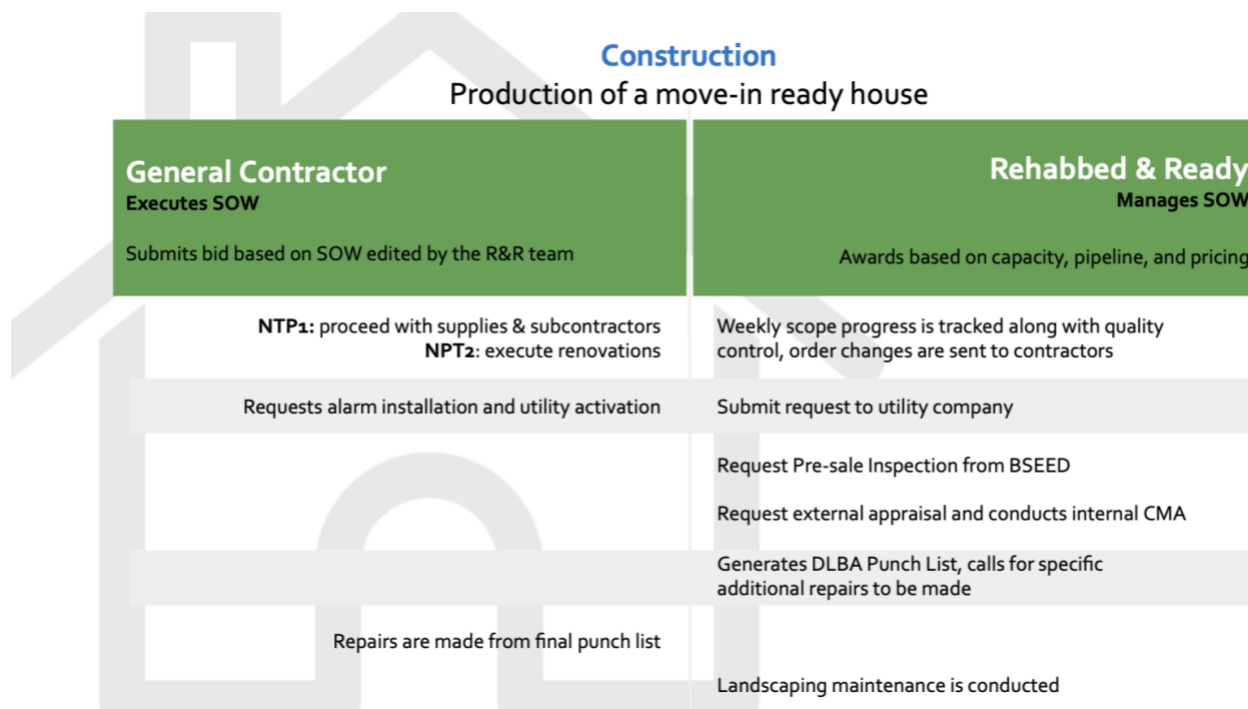 Construction
Production of a move-in ready house
General Contractor
Executes SOW
Submits bid based on SOW edited by the R&R team
Rehabbed & Ready
Manages SOW
Awards based on capacity, pipeline, and pricing
NTP1: proceed with supplies & subcontractors
NPT2: execute renovations
Weekly scope progress is tracked along with quality
control, order changes are sent to contractors
Requests alarm installation and utility activation
Submit request to utility company
Request Pre-sale Inspection from BSEED
Request external appraisal and conducts internal CMA
Generates DLBA Punch List, calls for specific
additional repairs to be made
Repairs are made from final punch list
Landscaping maintenance is conducted